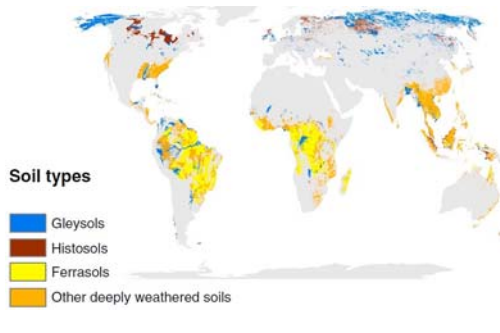 Soil types
Gleysols
Histosols
Ferrasols
Other deeply weathered soils